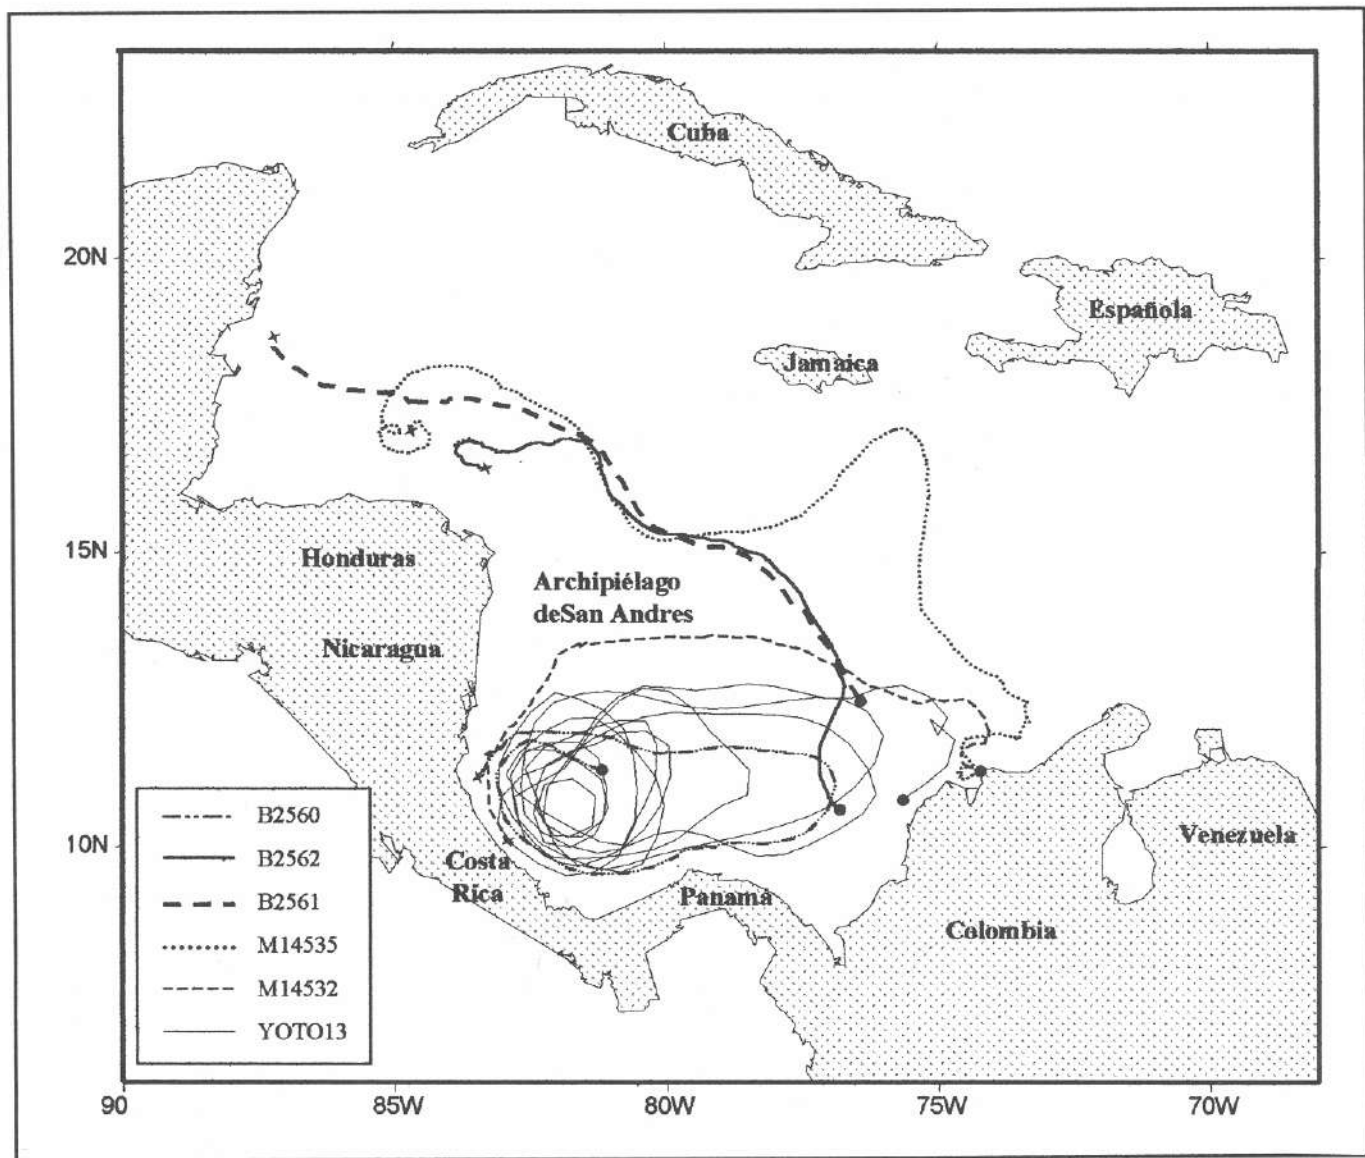 Cuba
20N
Española
Jamaica
15N
Honduras
Archipiélago
deSan Andres
Nicaragua
B2560
B2562
B2561
M14535
M14532
YOTO13
10N
Costa
Rica
Panamá
Venezuela
Colombia
90
85W
80W
75W
70W